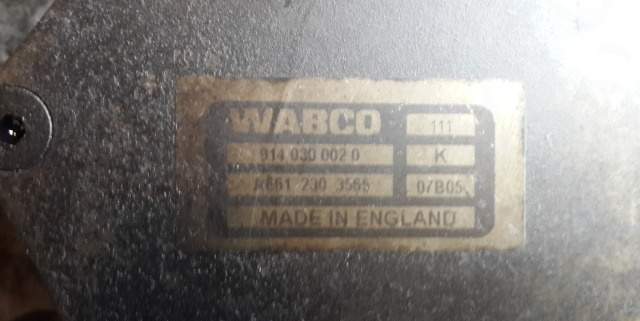 WABCO 111
914 030 002 0 K
A661 230 3565 07B05
MADE IN ENGLAND